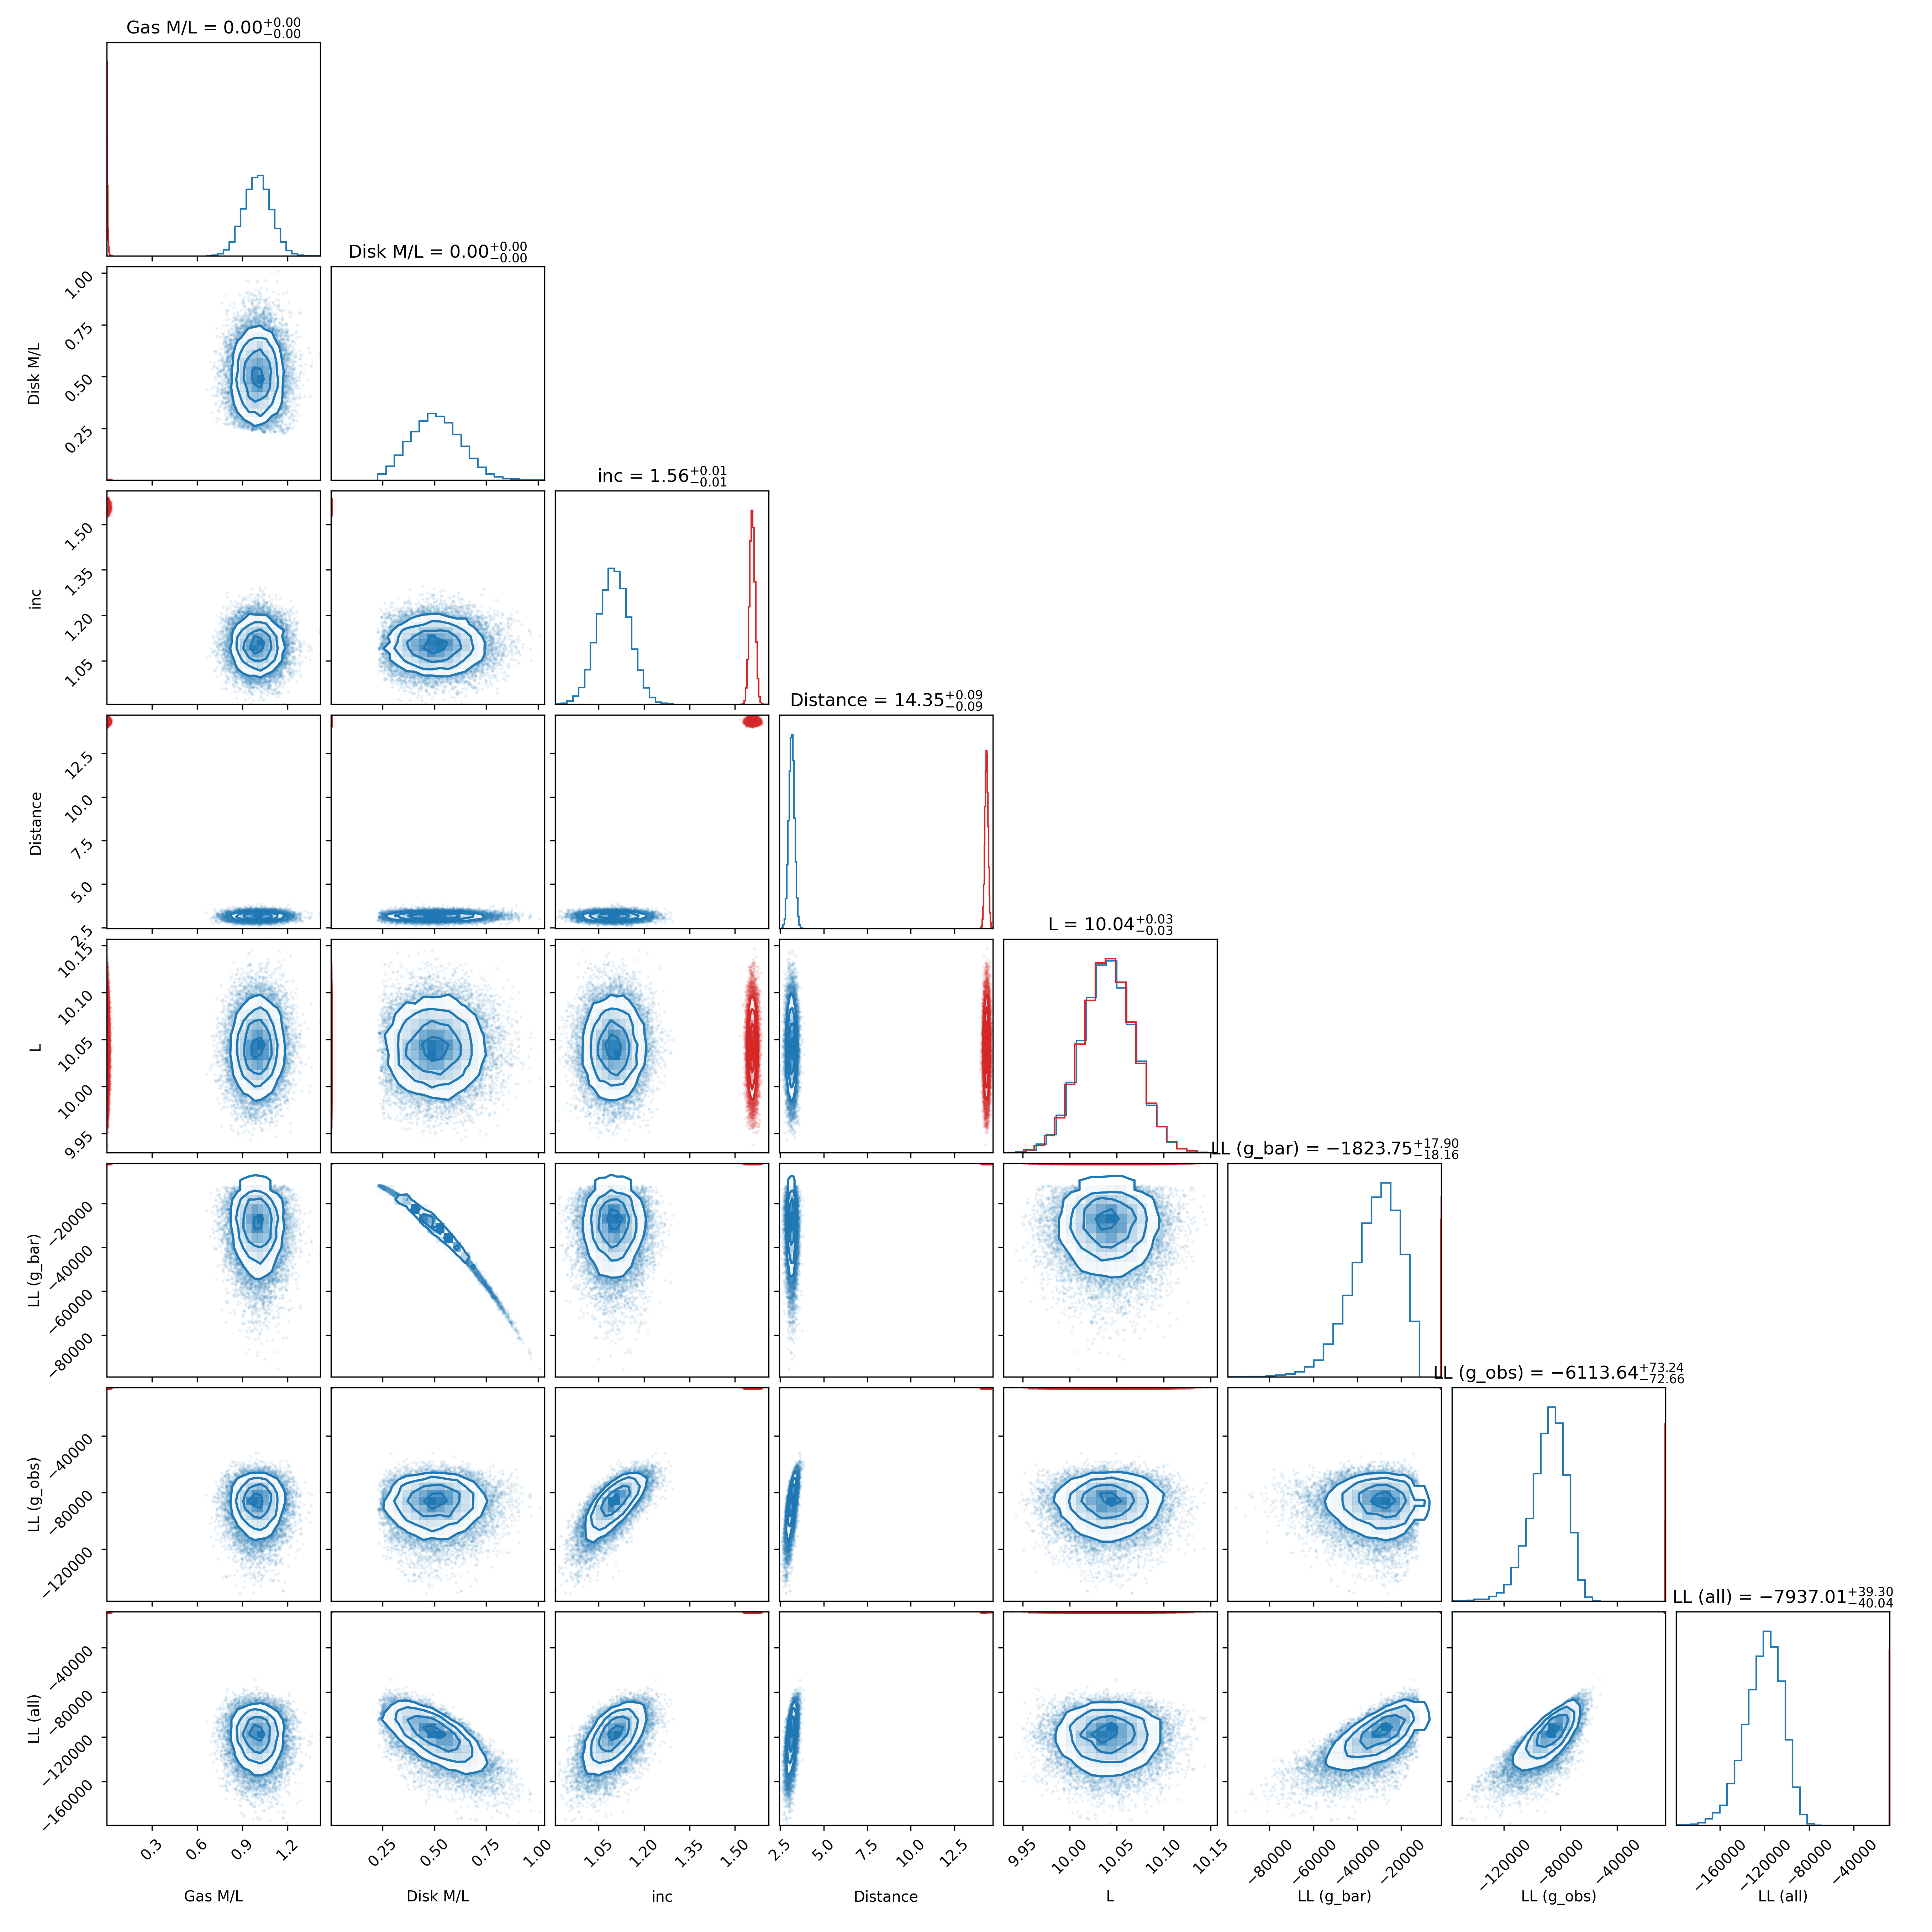 Gas M/L = 0.00+0.00−0.00
Disk M/L = 0.00+0.00−0.00
1.00
0.75
0.50
0.25
Disk M/L
inc = 1.56+0.01−0.01
1.50
1.35
1.20
1.05
inc
Distance = 14.35+0.09−0.09
12.5
10.0
7.5
5.0
2.5
Distance
L = 10.04+0.03−0.03
10.15
10.10
10.05
10.00
9.95
L
LL (g_bar) = −1823.75+17.90−18.16
−20000
−40000
−60000
−80000
LL (g_bar)
LL (g_obs) = −6113.64+73.24−72.66
−40000
−80000
−120000
LL (g_obs)
LL (all) = −7937.01+39.30−40.04
−40000
−80000
−120000
−160000
LL (all)
0.3 0.6 0.9 1.2
0.25 0.50 0.75 1.00
1.05 1.20 1.35 1.50
2.5 5.0 7.5 10.0 12.5
9.95 10.00 10.05 10.10 10.15
−80000 −60000 −40000 −20000
−120000 −80000 −40000
−160000 −120000 −80000 −40000
Gas M/L
Disk M/L
inc
Distance
L
LL (g_bar)
LL (g_obs)
LL (all)